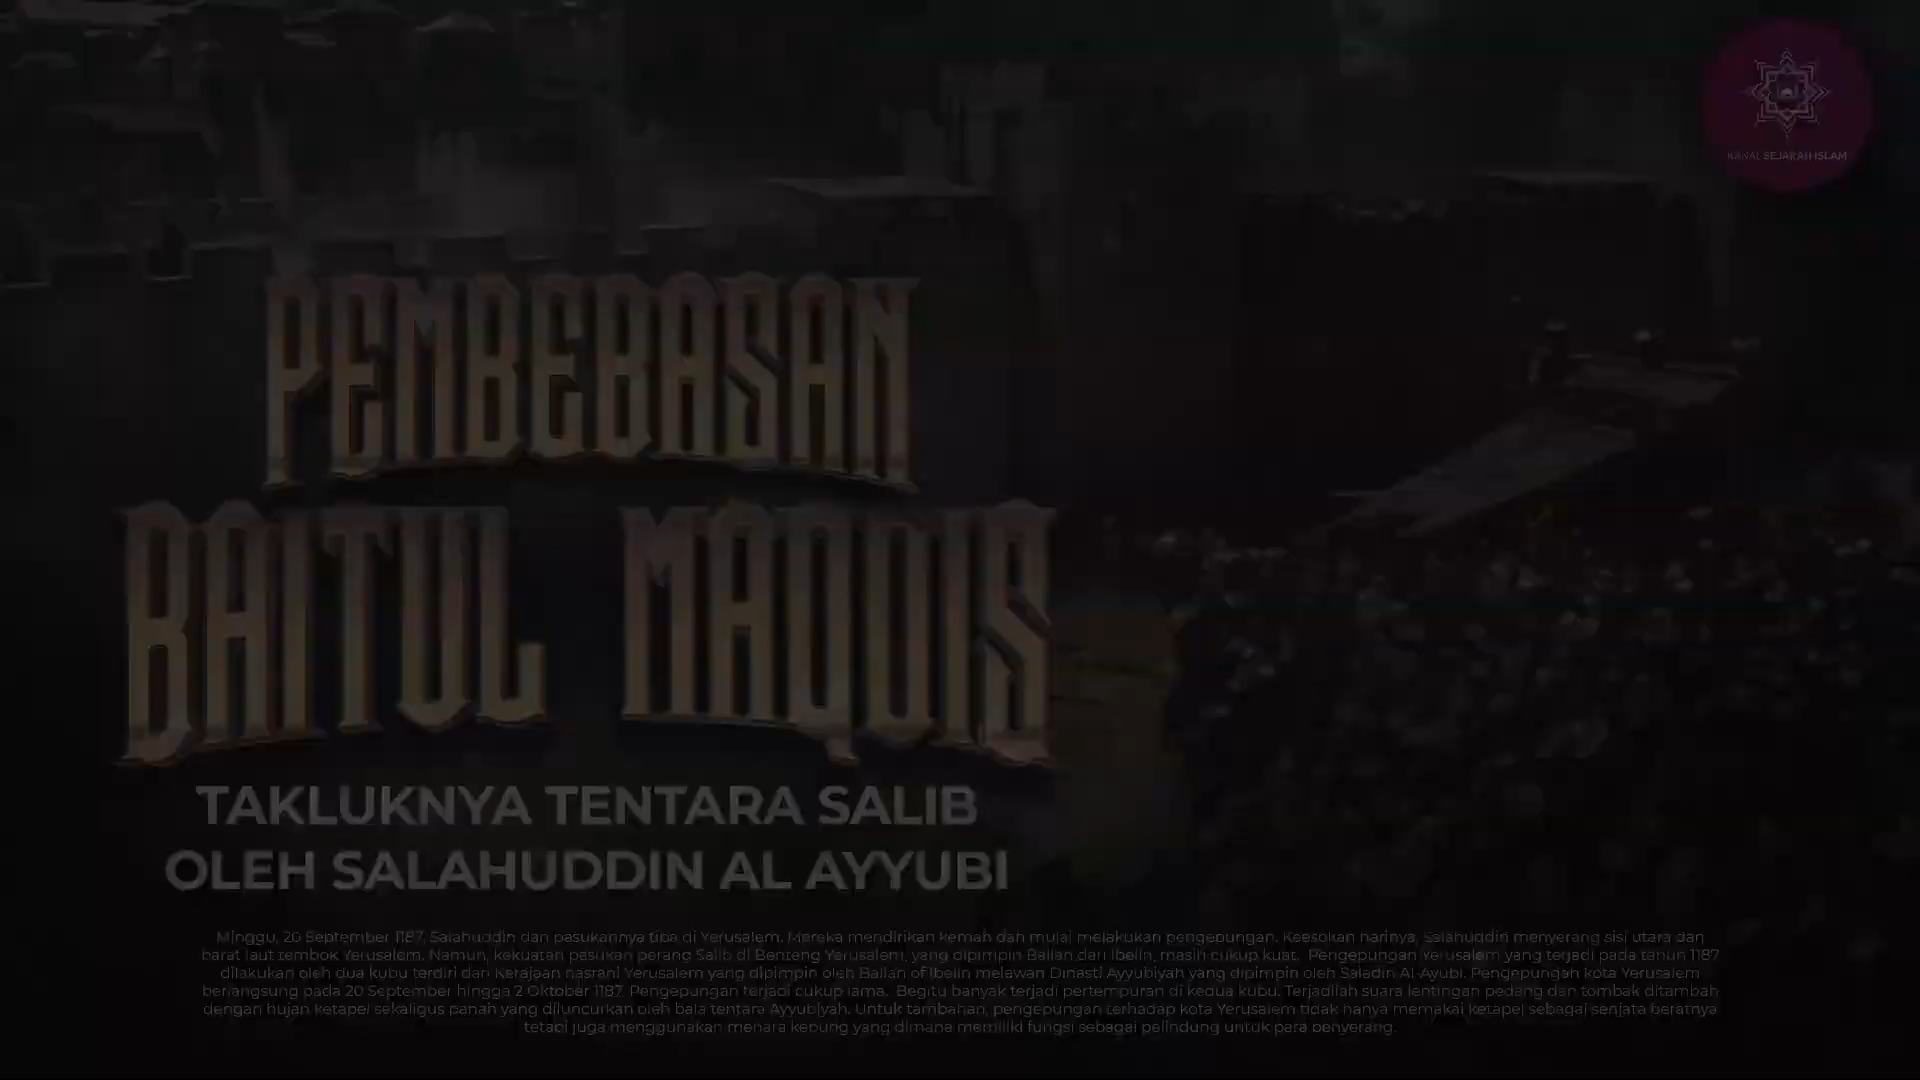 KANAL SEJARAH ISLAM
PEMBEBASAN
BAITUL MAQDIS
TAKLUKNYA TENTARA SALIB
OLEH SALAHUDDIN AL AYYUBI
Minggu, 20 September 1187, Salahuddin dan pasukannya tiba di Yerusalem. Mereka mendirikan kemah dan mulai melakukan pengepungan. Keesokan harinya, Salahuddin menyerang sisi utara dan
barat laut tembok Yerusalem. Namun, kekuatan pasukan perang Salib di Benteng Yerusalem, yang dipimpin Balian dari Ibelin, masih cukup kuat. Pengepungan Yerusalem yang terjadi pada tahun 1187
dilakukan oleh dua kubu terdiri dari Kerajaan nasrani Yerusalem yang dipimpin oleh Balian of Ibelin melawan Dinasti Ayyubiyah yang dipimpin oleh Saladin Al-Ayubi. Pengepungan kota Yerusalem
berlangsung pada 20 September hingga 2 Oktober 1187. Pengepungan terjadi cukup lama. Begitu banyak terjadi pertempuran di kedua kubu. Terjadilah suara lentingan pedang dan tombak ditambah
dengan hujan ketapel sekaligus panah yang diluncurkan oleh bala tentara Ayyubiyah. Untuk tambahan, pengepungan terhadap kota Yerusalem tidak hanya memakai ketapel sebagai senjata beratnya
tetapi juga menggunakan menara kepung yang dimana memiliki fungsi sebagai pelindung untuk para penyerang.